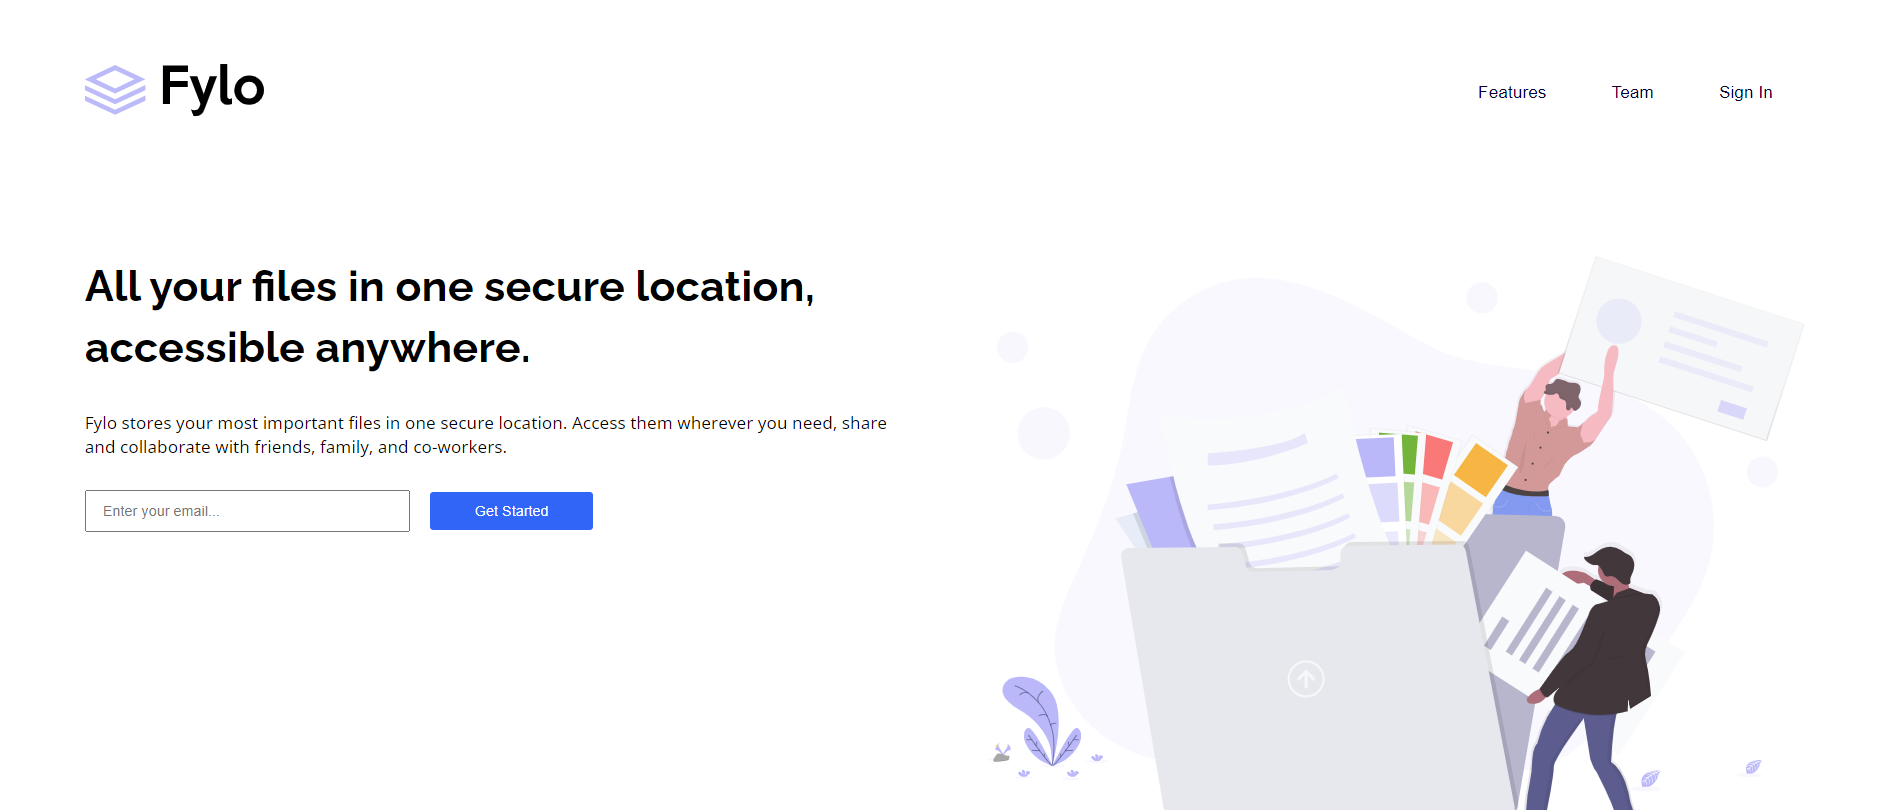 Fylo
Features
Team
Sign In
All your files in one secure location,
accessible anywhere.
Fylo stores your most important files in one secure location. Access them wherever you need, share
and collaborate with friends, family, and co-workers.
Enter your email...
Get Started